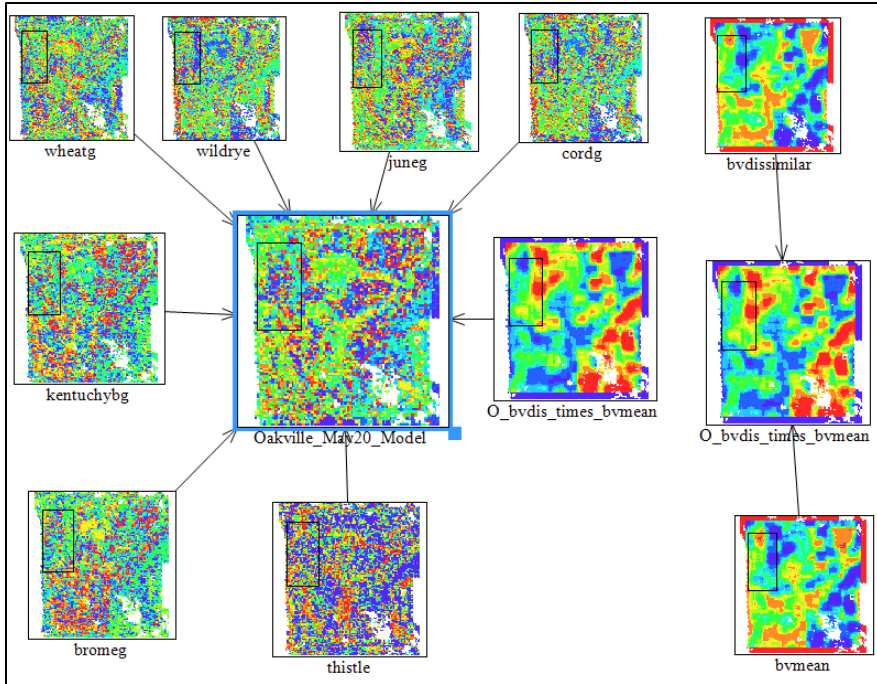 wheatg
wildrye
juneg
cordg
bvdissimilar
kentuchybg
Oakville_May20_Model
O_bvdis_times_bvmean
O_bvdis_times_bvmean
bromeg
thistle
bvmean